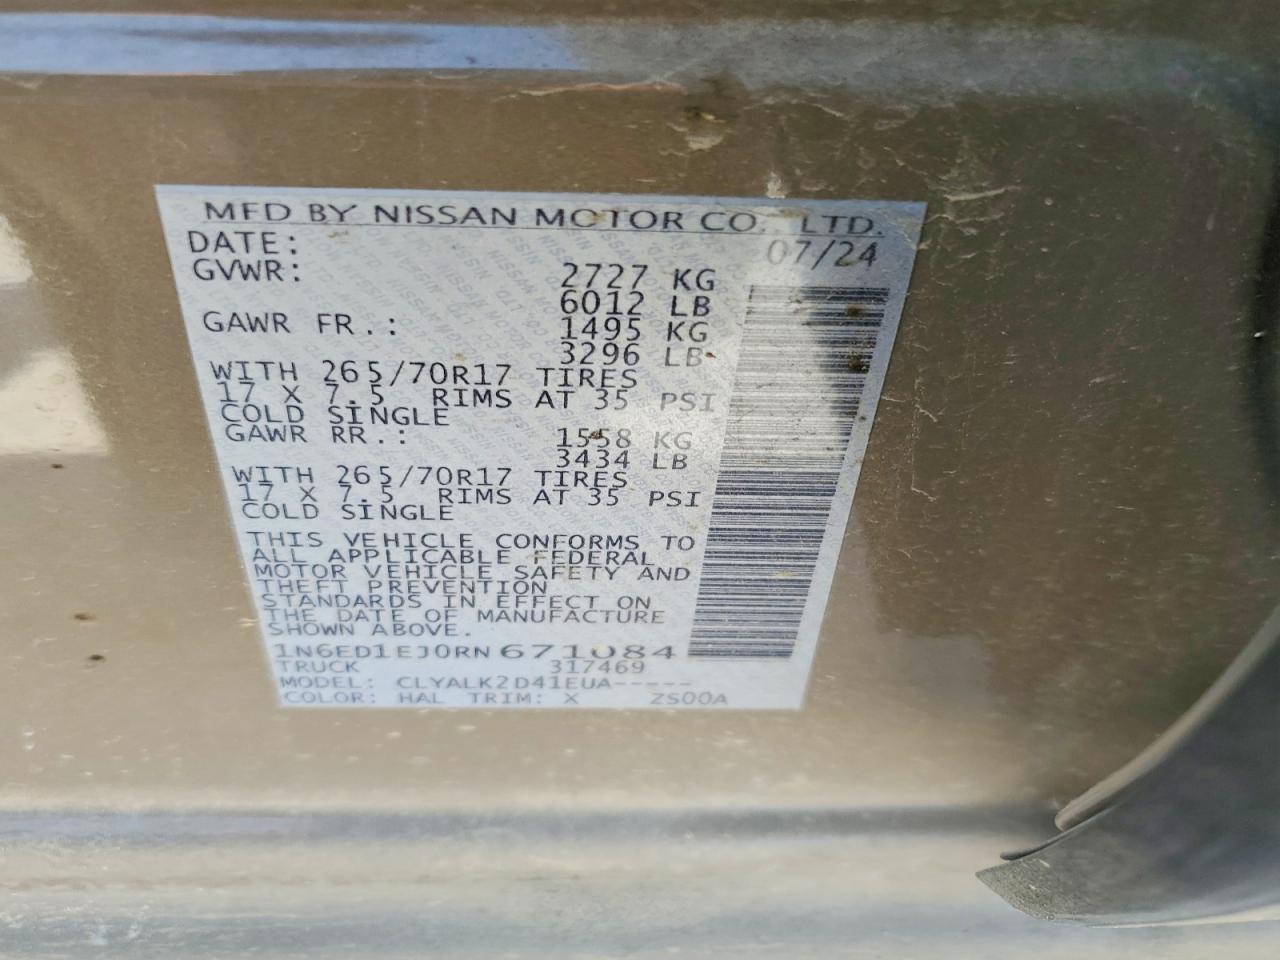 MFD BY NISSAN MOTOR CO., LTD.
DATE: 07/24
GVWR: 2727 KG
6012 LB
GAWR FR.: 1495 KG
3296 LB
WITH 265/70R17 TIRES
17 X 7.5 RIMS AT 35 PSI
COLD SINGLE
GAWR RR.: 1558 KG
3434 LB
WITH 265/70R17 TIRES
17 X 7.5 RIMS AT 35 PSI
COLD SINGLE
THIS VEHICLE CONFORMS TO
ALL APPLICABLE FEDERAL
MOTOR VEHICLE SAFETY AND
THEFT PREVENTION
STANDARDS IN EFFECT ON
THE DATE OF MANUFACTURE
SHOWN ABOVE.
1N6ED1EJ0RN671084
TRUCK 317469
MODEL: CLYALK2D41EUA-----
COLOR: HAL TRIM: X ZS00A